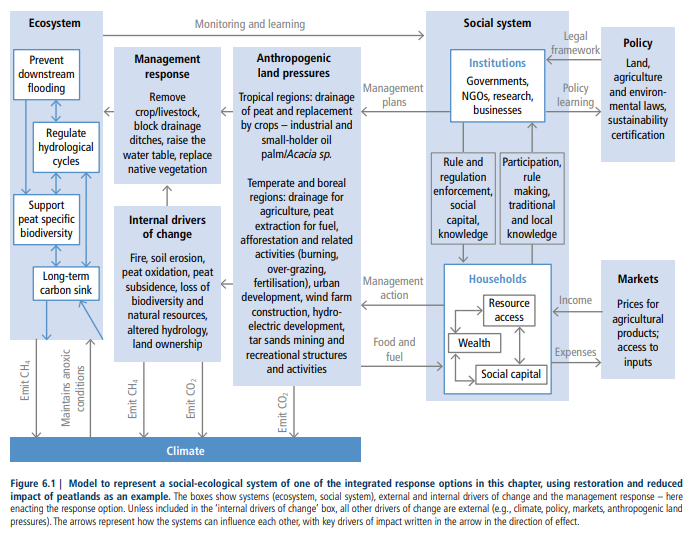 Ecosystem
Monitoring and learning
Social system
Prevent
downstream
flooding
Regulate
hydrological
cycles
Support
peat specific
biodiversity
Long-term
carbon sink
Management
response
Remove
crop/livestock,
block drainage
ditches, raise the
water table, replace
native vegetation
Internal drivers
of change
Fire, soil erosion,
peat oxidation, peat
subsidence, loss of
biodiversity and
natural resources,
altered hydrology,
land ownership
Anthropogenic
land pressures
Tropical regions: drainage
of peat and replacement
by crops – industrial and
small-holder oil
palm/Acacia sp.
Temperate and boreal
regions: drainage for
agriculture, peat
extraction for fuel,
afforestation and related
activities (burning,
over-grazing,
fertilisation), urban
development, wind farm
construction, hydro-
electric development,
tar sands mining and
recreational structures
and activities
Management
plans
Management
action
Food and
fuel
Institutions
Governments,
NGOs, research,
businesses
Rule and
regulation
enforcement,
social
capital,
knowledge
Participation,
rule
making,
traditional
and local
knowledge
Households
Resource
access
Wealth
Social capital
Legal
framework
Policy
learning
Policy
Land,
agriculture
and environ-
mental laws,
sustainability
certification
Income
Expenses
Markets
Prices for
agricultural
products;
access to
inputs
Emit CH₄
Maintains anoxic
conditions
Emit CH₄
Emit CO₂
Emit CO₂
Climate
Figure 6.1 | Model to represent a social-ecological system of one of the integrated response options in this chapter, using restoration and reduced
impact of peatlands as an example. The boxes show systems (ecosystem, social system), external and internal drivers of change and the management response – here
enacting the response option. Unless included in the 'internal drivers of change' box, all other drivers of change are external (e.g., climate, policy, markets, anthropogenic land
pressures). The arrows represent how the systems can influence each other, with key drivers of impact written in the arrow in the direction of effect.